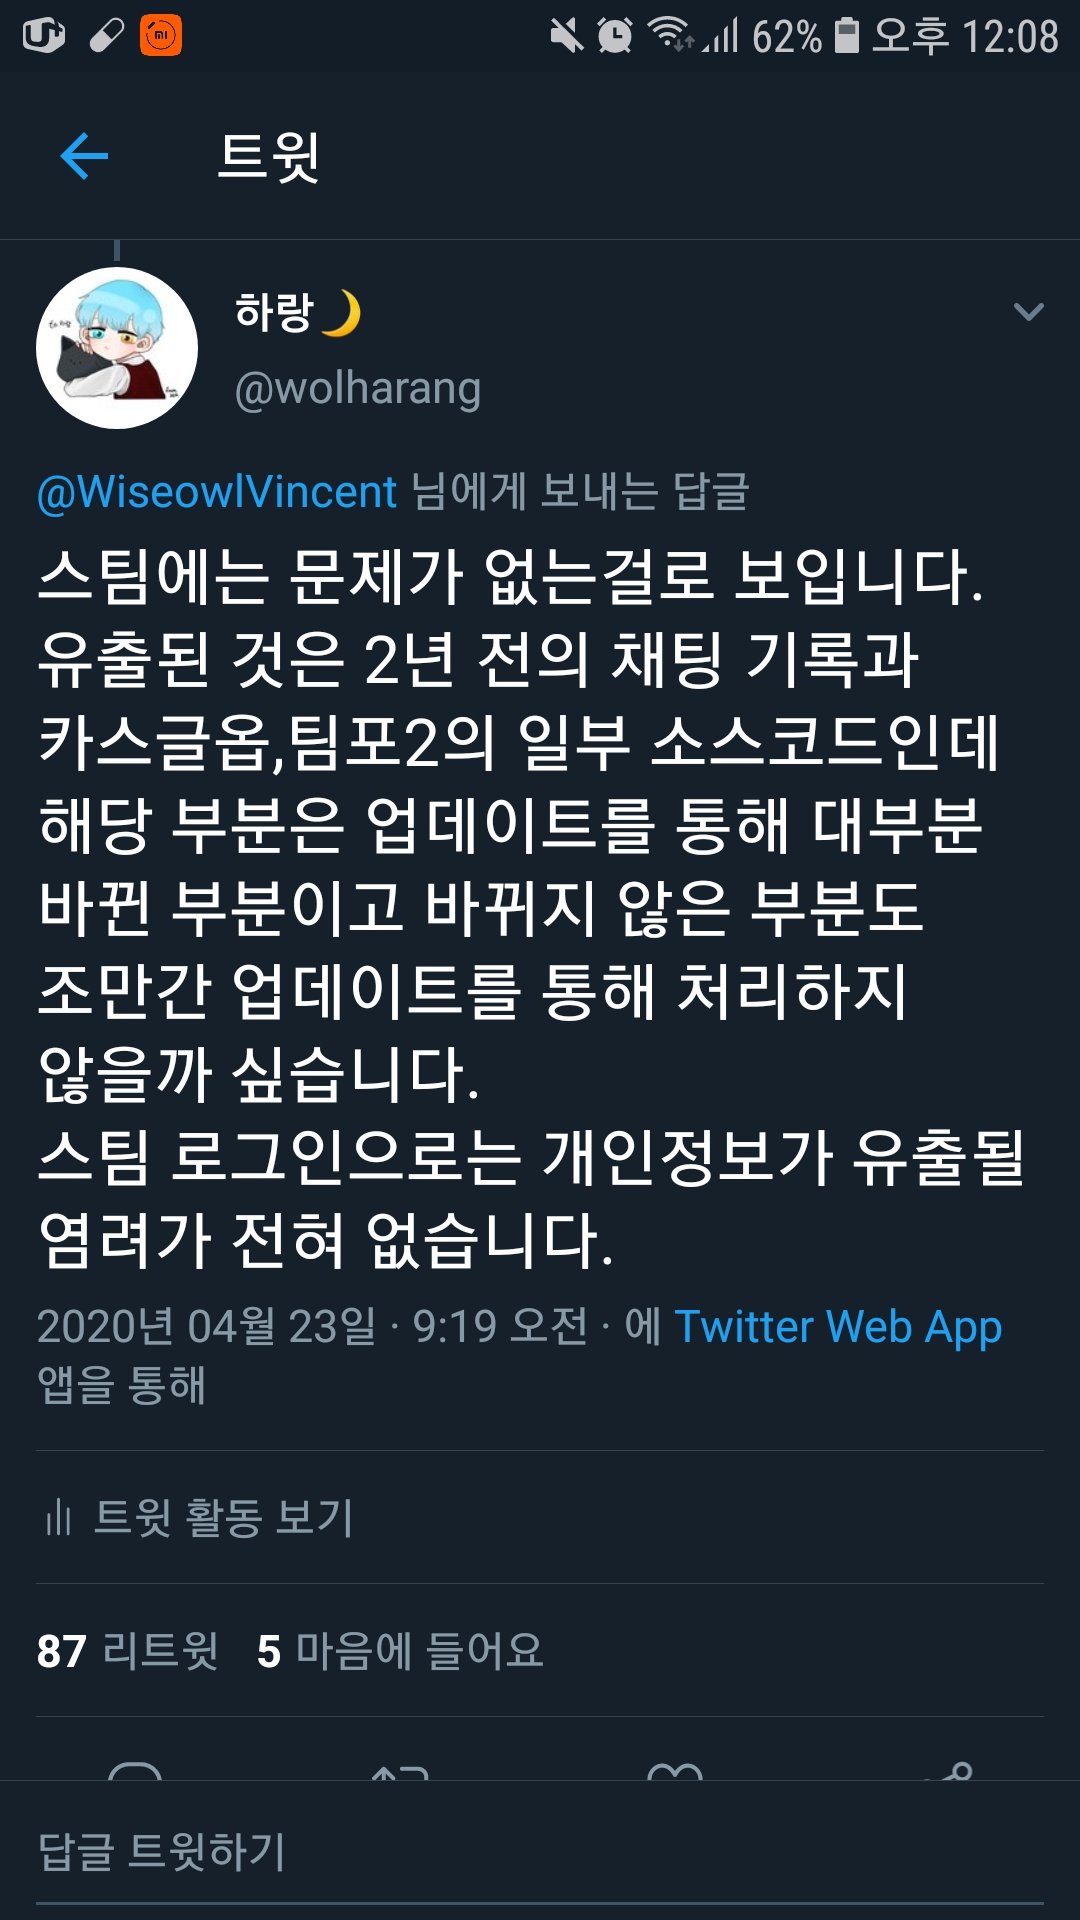 62% 오후 12:08
트윗
하랑🌙
@wolharang
@WiseowlVincent 님에게 보내는 답글
스팀에는 문제가 없는걸로 보입니다.
유출된 것은 2년 전의 채팅 기록과
카스글옵,팀포2의 일부 소스코드인데
해당 부분은 업데이트를 통해 대부분
바뀐 부분이고 바뀌지 않은 부분도
조만간 업데이트를 통해 처리하지
않을까 싶습니다.
스팀 로그인으로는 개인정보가 유출될
염려가 전혀 없습니다.
2020년 04월 23일 · 9:19 오전 · 에 Twitter Web App
앱을 통해
트윗 활동 보기
87 리트윗 5 마음에 들어요
답글 트윗하기